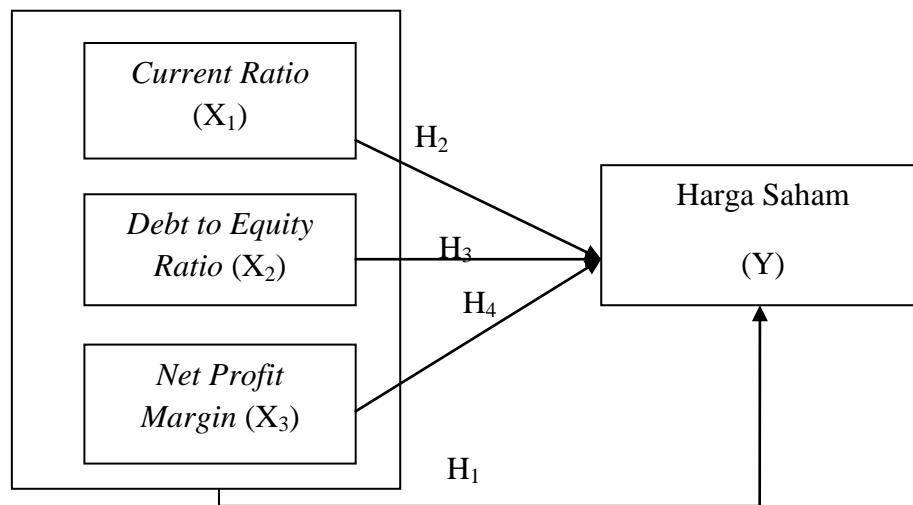 Current Ratio
(X₁)
H₂
Harga Saham
(Y)
Debt to Equity
Ratio (X₂)
H₃
H₄
Net Profit
Margin (X₃)
H₁